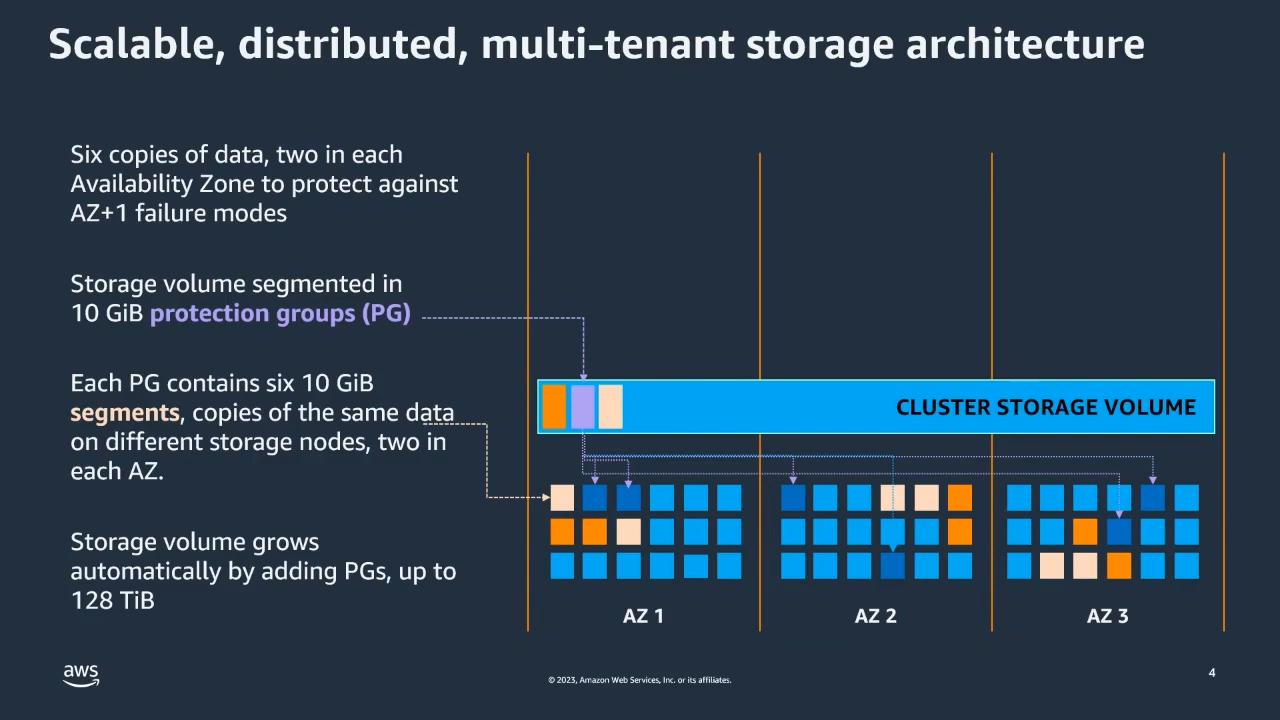 Scalable, distributed, multi-tenant storage architecture
Six copies of data, two in each
Availability Zone to protect against
AZ+1 failure modes
Storage volume segmented in
10 GiB protection groups (PG)
Each PG contains six 10 GiB
segments, copies of the same data
on different storage nodes, two in
each AZ.
Storage volume grows
automatically by adding PGs, up to
128 TiB
CLUSTER STORAGE VOLUME
AZ 1
AZ 2
AZ 3
aws
© 2023, Amazon Web Services, Inc. or its affiliates.
4